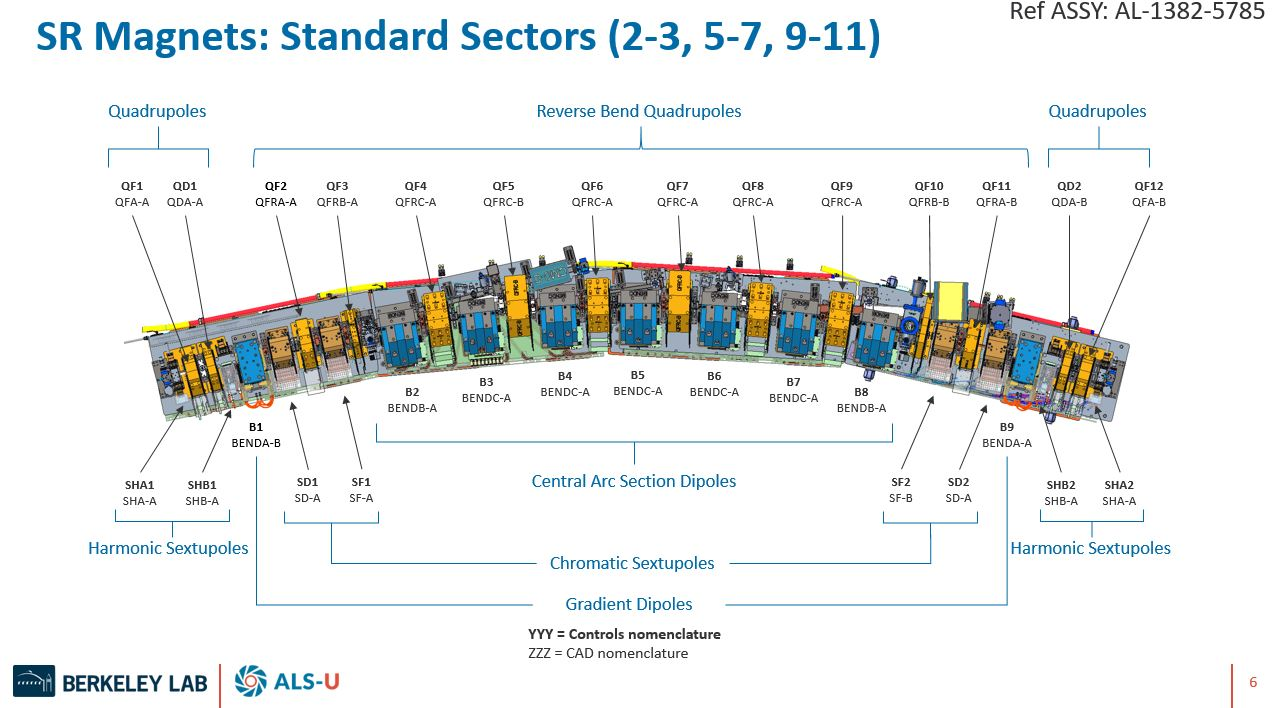 Ref ASSY: AL-1382-5785
SR Magnets: Standard Sectors (2-3, 5-7, 9-11)
Quadrupoles
Reverse Bend Quadrupoles
Quadrupoles
QF1
QFA-A
QD1
QDA-A
QF2
QFRA-A
QF3
QFRB-A
QF4
QFRC-A
QF5
QFRC-B
QF6
QFRC-A
QF7
QFRC-A
QF8
QFRC-A
QF9
QFRC-A
QF10
QFRB-B
QF11
QFRA-B
QD2
QDA-B
QF12
QFA-B
B1
BENDA-B
B2
BENDB-A
B3
BENDC-A
B4
BENDC-A
B5
BENDC-A
B6
BENDC-A
B7
BENDC-A
B8
BENDB-A
B9
BENDA-A
SHA1
SHA-A
SHB1
SHB-A
SD1
SD-A
SF1
SF-A
Central Arc Section Dipoles
SF2
SF-B
SD2
SD-A
SHB2
SHB-A
SHA2
SHA-A
Harmonic Sextupoles
Chromatic Sextupoles
Harmonic Sextupoles
Gradient Dipoles
YYY = Controls nomenclature
ZZZ = CAD nomenclature
BERKELEY LAB
ALS-U
6